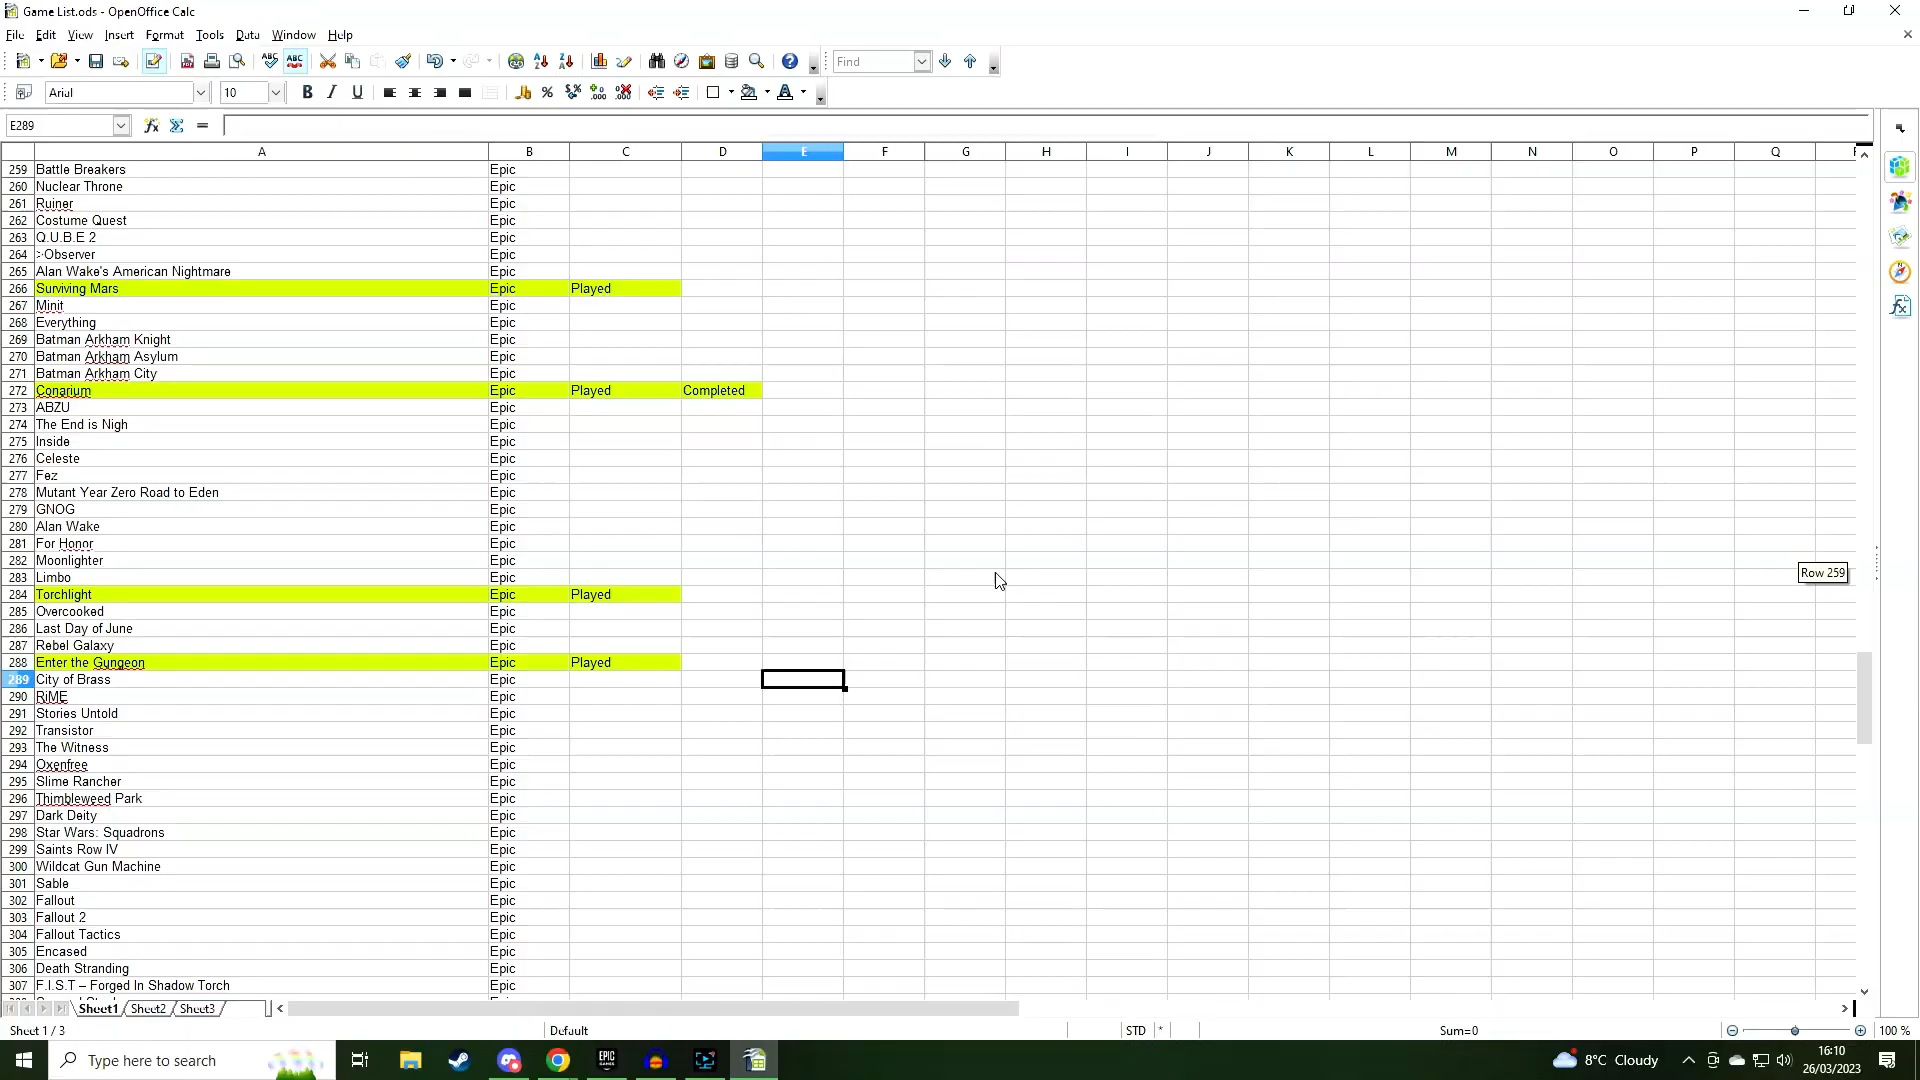 Game List.ods - OpenOffice Calc
File Edit View Insert Format Tools Data Window Help
Find
Arial 10
E289
A B C D E F G H I J K L M N O P Q
259 Battle Breakers Epic
260 Nuclear Throne Epic
261 Ruiner Epic
262 Costume Quest Epic
263 Q.U.B.E 2 Epic
264 >Observer Epic
265 Alan Wake's American Nightmare Epic
266 Surviving Mars Epic Played
267 Minit Epic
268 Everything Epic
269 Batman Arkham Knight Epic
270 Batman Arkham Asylum Epic
271 Batman Arkham City Epic
272 Conarium Epic Played Completed
273 ABZU Epic
274 The End is Nigh Epic
275 Inside Epic
276 Celeste Epic
277 Fez Epic
278 Mutant Year Zero Road to Eden Epic
279 GNOG Epic
280 Alan Wake Epic
281 For Honor Epic
282 Moonlighter Epic
283 Limbo Epic
Row 259
284 Torchlight Epic Played
285 Overcooked Epic
286 Last Day of June Epic
287 Rebel Galaxy Epic
288 Enter the Gungeon Epic Played
289 City of Brass Epic
290 RiME Epic
291 Stories Untold Epic
292 Transistor Epic
293 The Witness Epic
294 Oxenfree Epic
295 Slime Rancher Epic
296 Thimbleweed Park Epic
297 Dark Deity Epic
298 Star Wars: Squadrons Epic
299 Saints Row IV Epic
300 Wildcat Gun Machine Epic
301 Sable Epic
302 Fallout Epic
303 Fallout 2 Epic
304 Fallout Tactics Epic
305 Encased Epic
306 Death Stranding Epic
307 F.I.S.T – Forged In Shadow Torch Epic
Sheet1 Sheet2 Sheet3
Sheet 1 / 3 Default STD * Sum=0 100 %
Type here to search
8°C Cloudy
16:10
26/03/2023